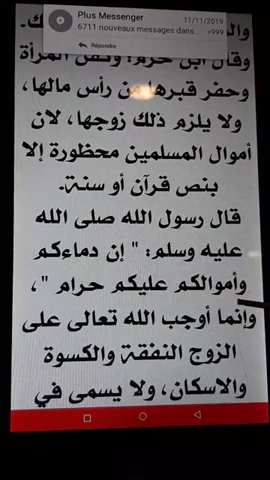 Plus Messenger
11/11/2019
6711 nouveaux messages dans..
+999
Répondre
وقال ابن حزم: وكفن المرأة
وحفر قبرها من رأس مالها،
ولا يلزم ذلك زوجها، لان
أموال المسلمين محظورة إلا
بنص قرآن أو سنة.
قال رسول الله صلى الله
عليه وسلم: " إن دماءكم
وأموالكم عليكم حرام "،
وإنما أوجب الله تعالى على
الزوج النفقة والكسوة
والاسكان، ولا يسمى في